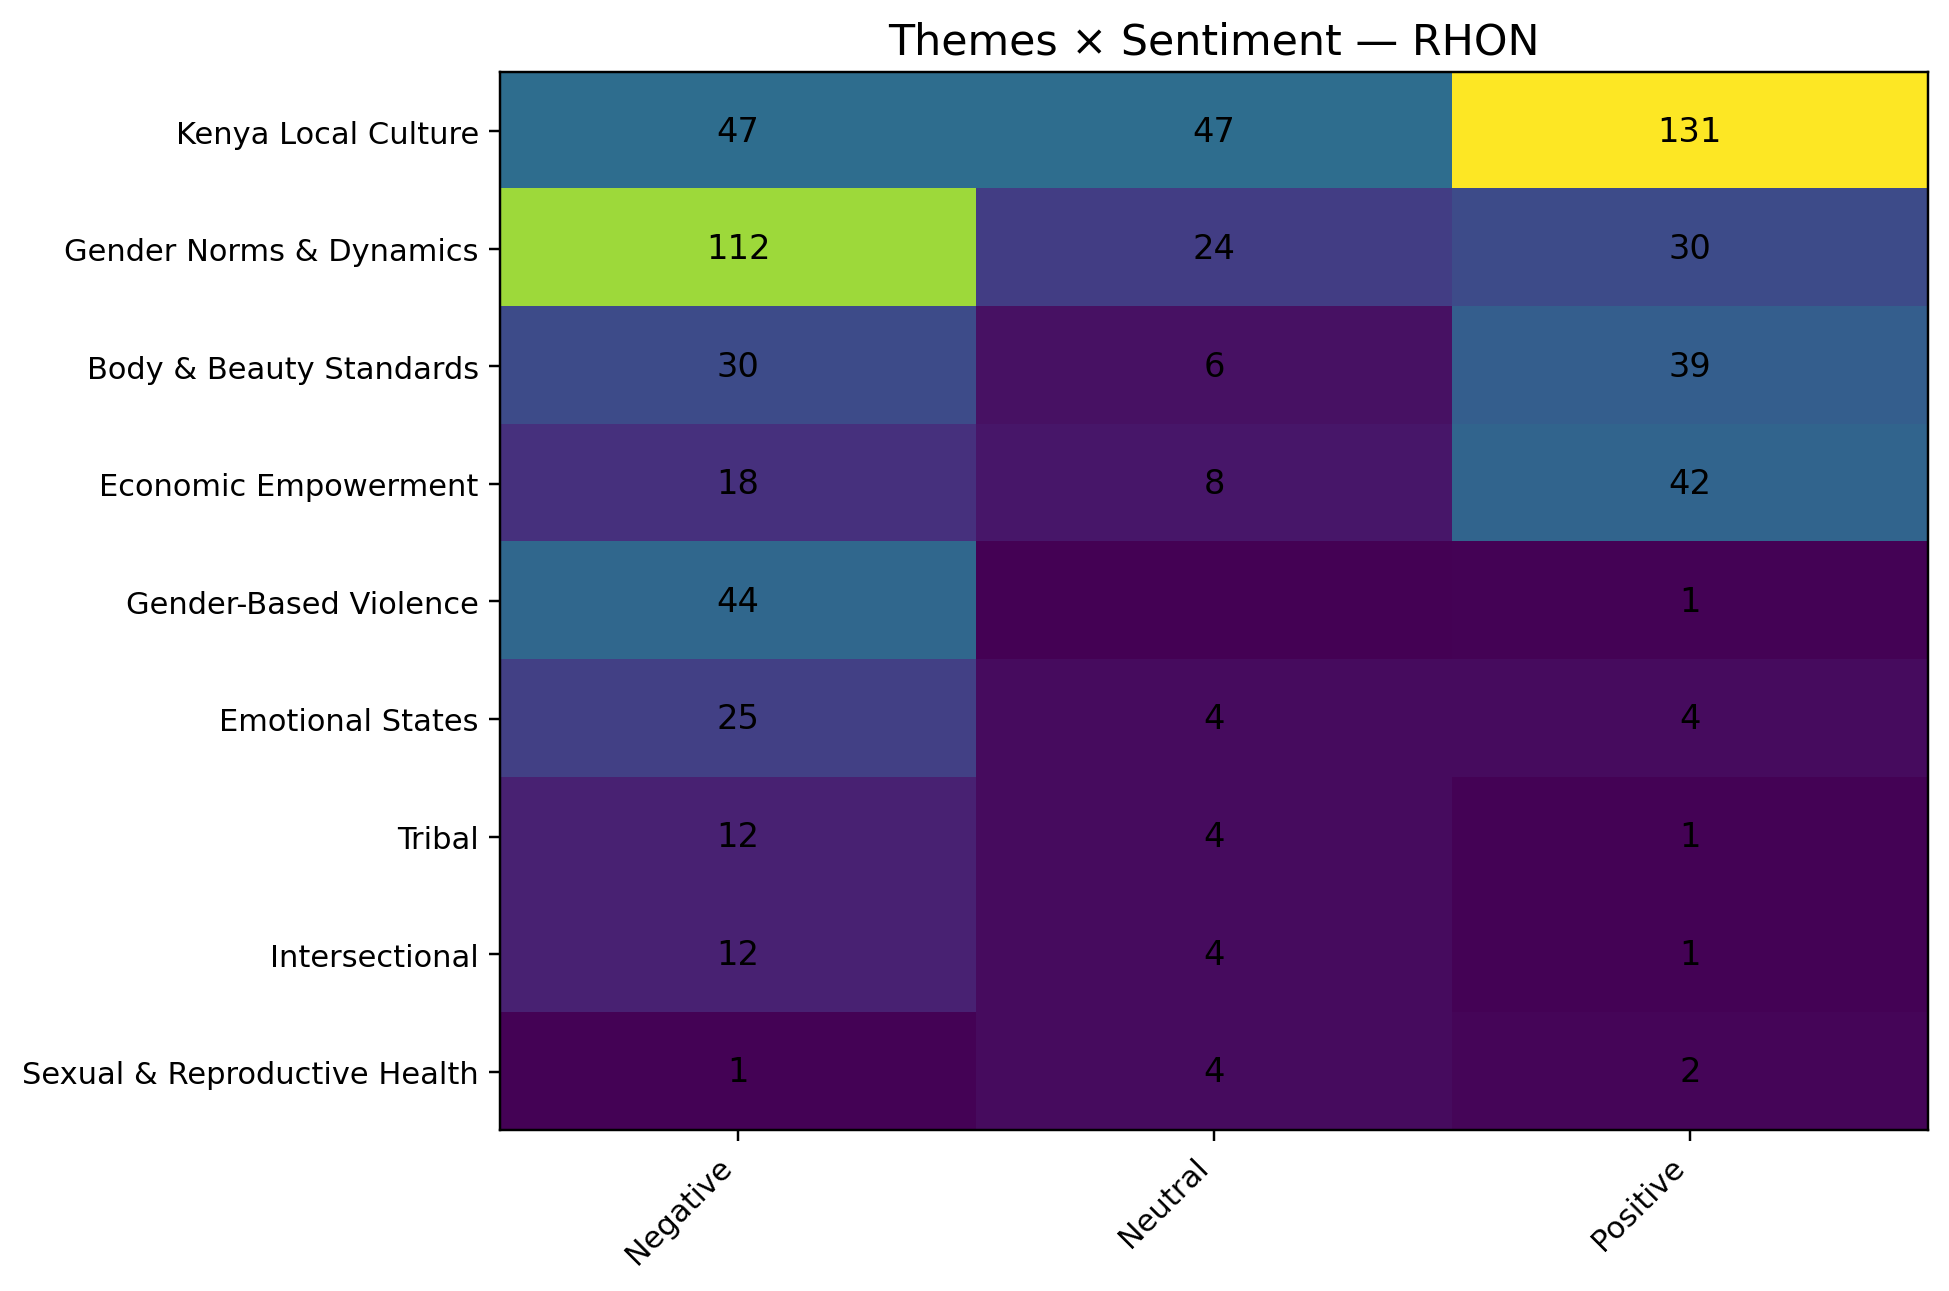 Themes × Sentiment — RHON
Kenya Local Culture 47 47 131
Gender Norms & Dynamics 112 24 30
Body & Beauty Standards 30 6 39
Economic Empowerment 18 8 42
Gender-Based Violence 44 1
Emotional States 25 4 4
Tribal 12 4 1
Intersectional 12 4 1
Sexual & Reproductive Health 1 4 2
Negative Neutral Positive